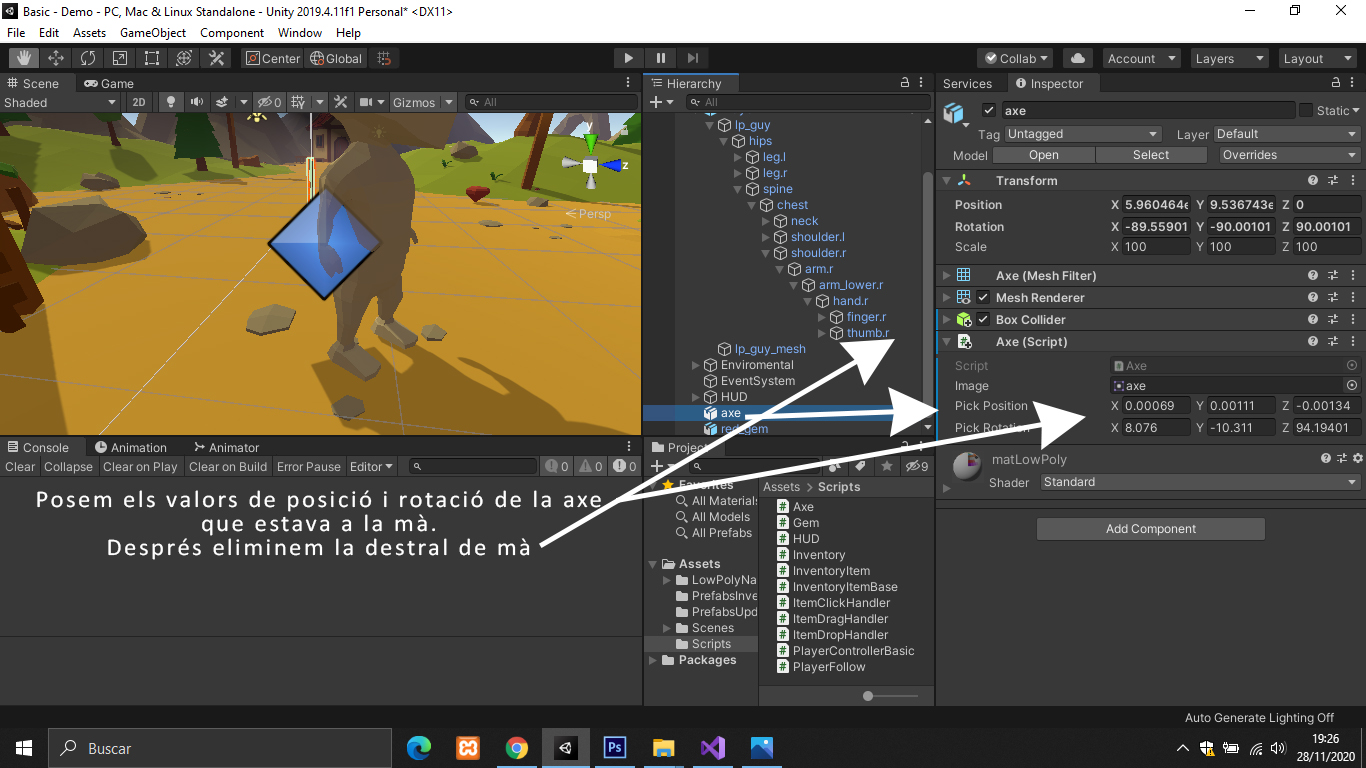 Basic - Demo - PC, Mac & Linux Standalone - Unity 2019.4.11f1 Personal* <DX11>
File Edit Assets GameObject Component Window Help
Center Global Collab Account Layers Layout
Scene Game
Shaded 2D 0 Gizmos All
Persp
z
Hierarchy
All
lp_guy
hips
leg.l
leg.r
spine
chest
neck
shoulder.l
shoulder.r
arm.r
arm_lower.r
hand.r
finger.r
thumb.r
lp_guy_mesh
Enviromental
EventSystem
HUD
axe
red_gem
Services Inspector
axe Static
Tag Untagged Layer Default
Model Open Select Overrides
Transform
Position X 5.960464e Y 9.536743e Z 0
Rotation X -89.55901 Y -90.00101 Z 90.00101
Scale X 100 Y 100 Z 100
Axe (Mesh Filter)
Mesh Renderer
Box Collider
Axe (Script)
Script Axe
Image axe
Pick Position X 0.00069 Y 0.00111 Z -0.00134
Pick Rotation X 8.076 Y -10.311 Z 94.19401
matLowPoly
Shader Standard
Add Component
Console Animation Animator
Clear Collapse Clear on Play Clear on Build Error Pause Editor 0 0 0
Posem els valors de posició i rotació de la axe
que estava a la mà.
Després eliminem la destral de mà
Project
9
Favorites
All Materials
All Models
All Prefabs
Assets
LowPolyNa
PrefabsInve
PrefabsUpd
Scenes
Scripts
Packages
Assets > Scripts
Axe
Gem
HUD
Inventory
InventoryItem
InventoryItemBase
ItemClickHandler
ItemDragHandler
ItemDropHandler
PlayerControllerBasic
PlayerFollow
Auto Generate Lighting Off
Buscar
Ps
19:26
28/11/2020